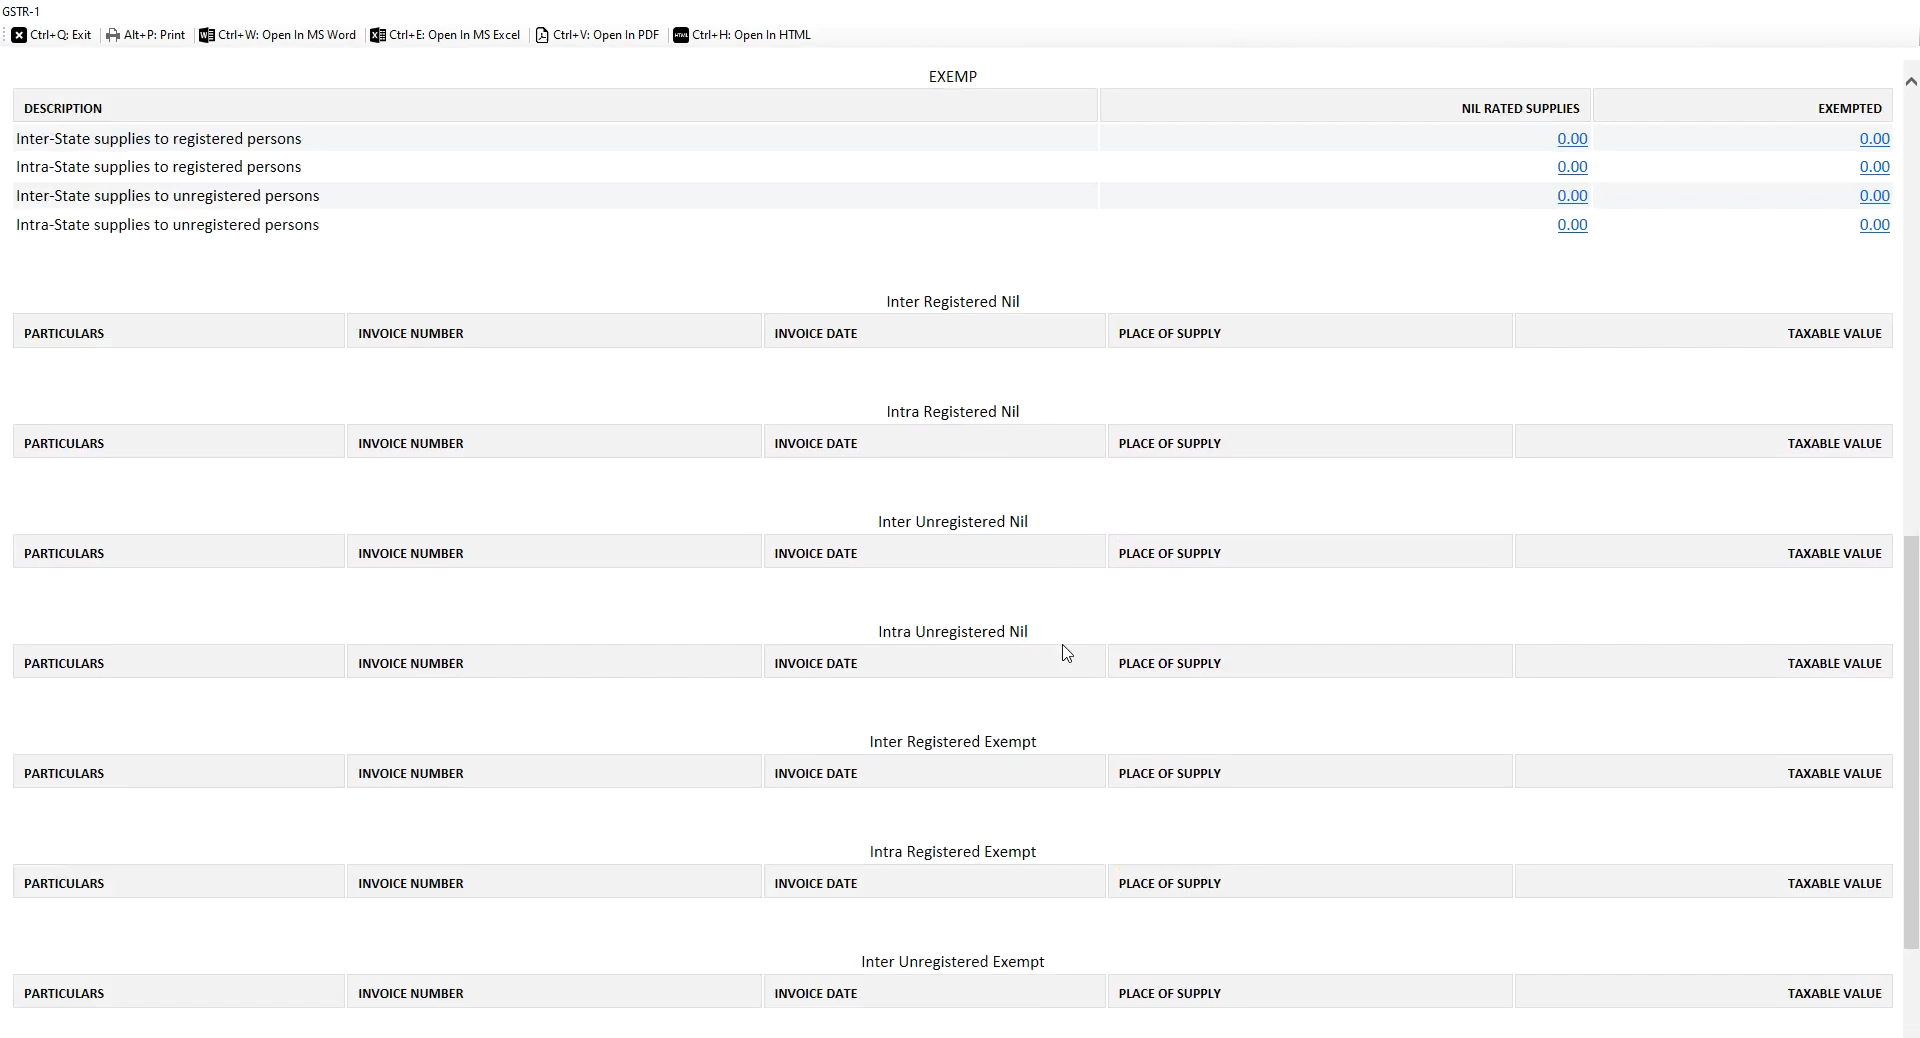 GSTR-1
Ctrl+Q: Exit Alt+P: Print Ctrl+W: Open In MS Word Ctrl+E: Open In MS Excel Ctrl+V: Open In PDF Ctrl+H: Open In HTML
EXEMP
DESCRIPTION NIL RATED SUPPLIES EXEMPTED
Inter-State supplies to registered persons 0.00 0.00
Intra-State supplies to registered persons 0.00 0.00
Inter-State supplies to unregistered persons 0.00 0.00
Intra-State supplies to unregistered persons 0.00 0.00
Inter Registered Nil
PARTICULARS INVOICE NUMBER INVOICE DATE PLACE OF SUPPLY TAXABLE VALUE
Intra Registered Nil
PARTICULARS INVOICE NUMBER INVOICE DATE PLACE OF SUPPLY TAXABLE VALUE
Inter Unregistered Nil
PARTICULARS INVOICE NUMBER INVOICE DATE PLACE OF SUPPLY TAXABLE VALUE
Intra Unregistered Nil
PARTICULARS INVOICE NUMBER INVOICE DATE PLACE OF SUPPLY TAXABLE VALUE
Inter Registered Exempt
PARTICULARS INVOICE NUMBER INVOICE DATE PLACE OF SUPPLY TAXABLE VALUE
Intra Registered Exempt
PARTICULARS INVOICE NUMBER INVOICE DATE PLACE OF SUPPLY TAXABLE VALUE
Inter Unregistered Exempt
PARTICULARS INVOICE NUMBER INVOICE DATE PLACE OF SUPPLY TAXABLE VALUE